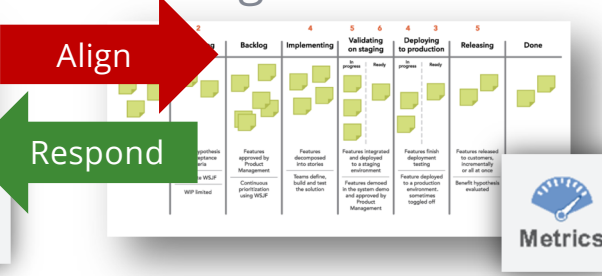 Align
Respond
2
4
5 6
4 3
5
Backlog
Implementing
Validating
on staging
Deploying
to production
Releasing
Done
In
progress
Ready
In
progress
Ready
WSJF
WIP limited
Features
approved by
Product
Management
Continuous
prioritization
using WSJF
Features
decomposed
into stories
Teams define,
build and test
the solution
Features integrated
and deployed
to a staging
environment
Features demoed
in the system demo
and approved by
Product
Management
Features finish
deployment
testing
Feature deployed
to a production
environment,
sometimes
toggled off
Features released
to customers,
incrementally
or all at once
Benefit hypothesis
evaluated
Metrics